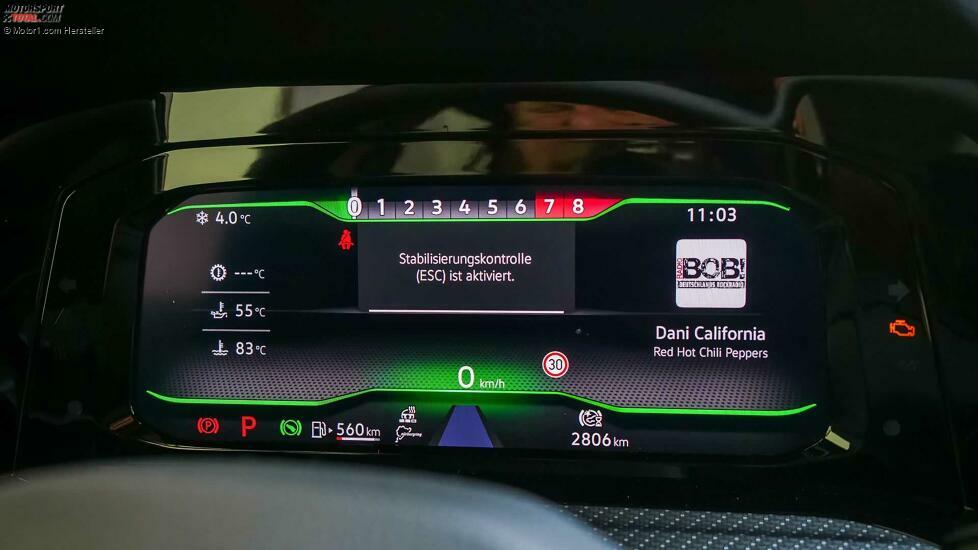 MOTORSPORT
TOTAL.COM
© Motor1.com Hersteller
0 1 2 3 4 5 6 7 8
4.0 °C
11:03
Stabilisierungskontrolle
(ESC) ist aktiviert.
--- °C
55 °C
83 °C
RADIO BOB!
DEUTSCHLANDS ROCKRADIO
Dani California
Red Hot Chili Peppers
30
0 km/h
P
560 km
2806 km